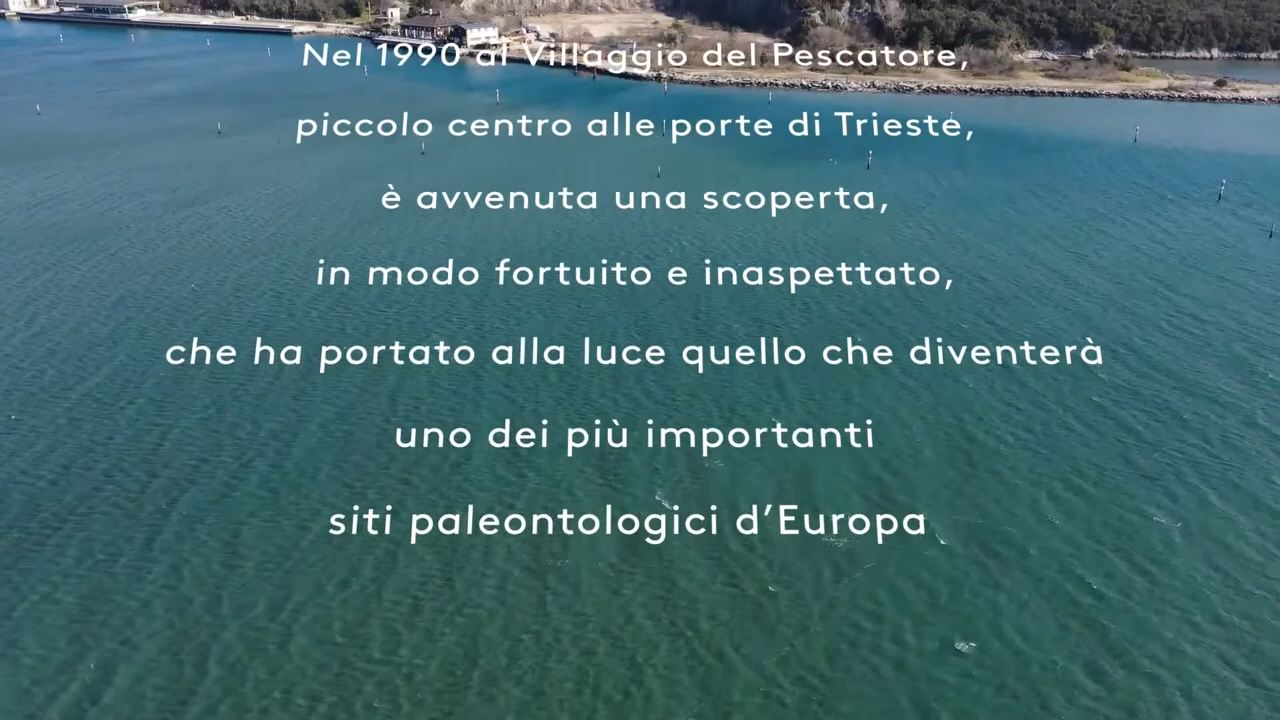 Nel 1990 al Villaggio del Pescatore,
piccolo centro alle porte di Trieste,
è avvenuta una scoperta,
in modo fortuito e inaspettato,
che ha portato alla luce quello che diventerà
uno dei più importanti
siti paleontologici d’Europa